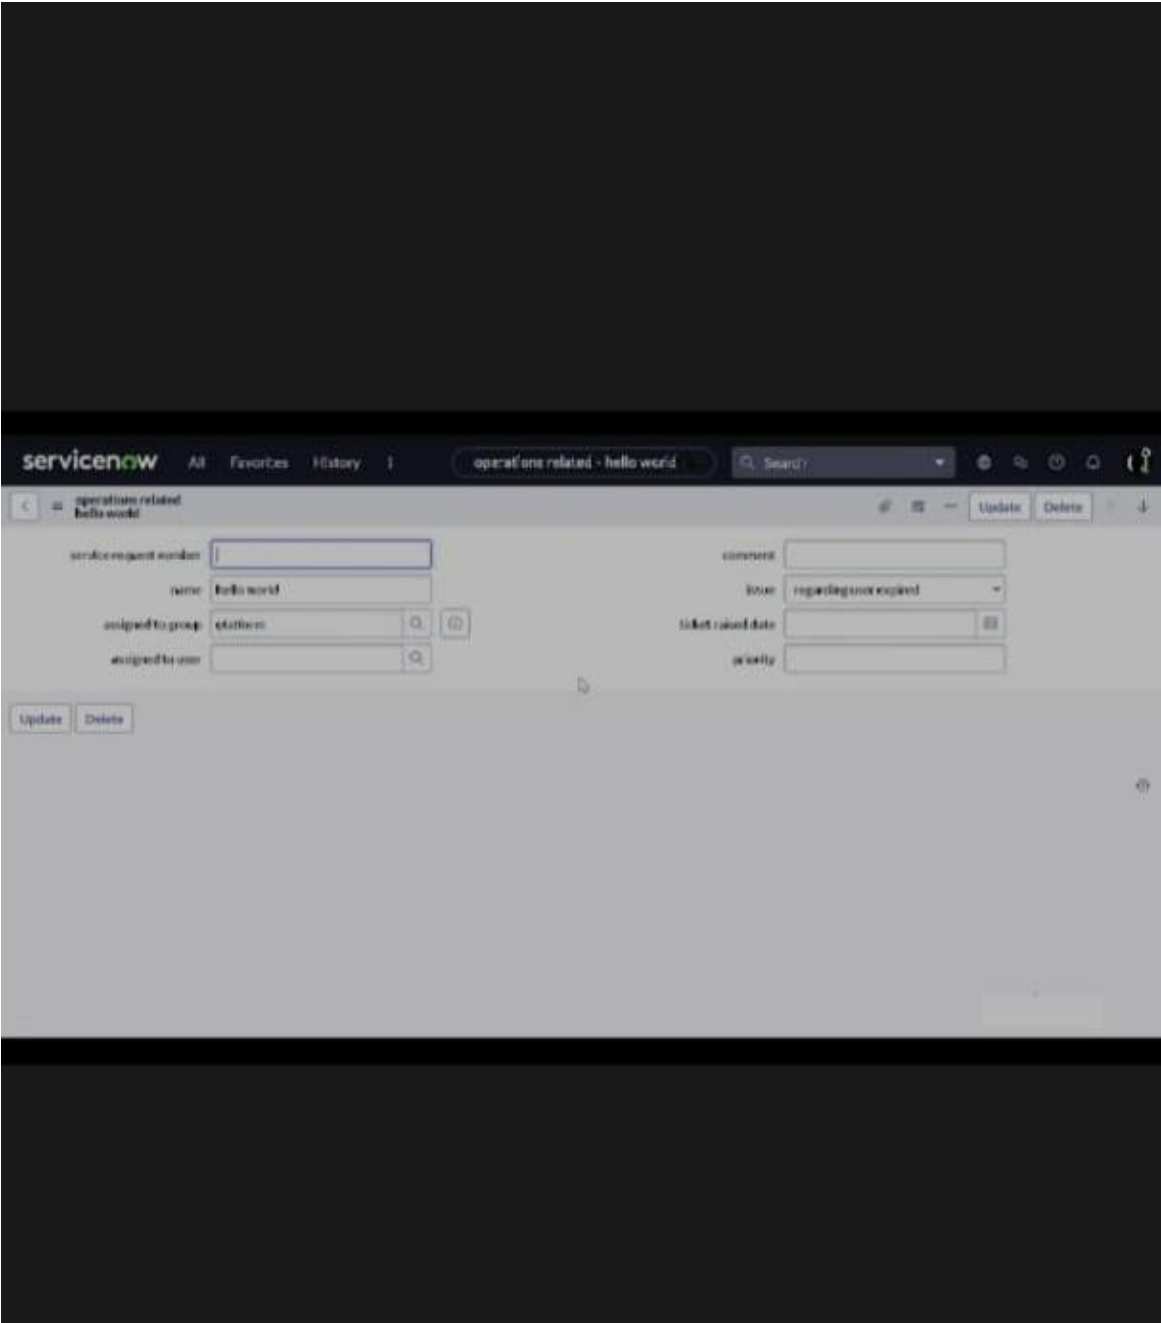 servicenow All Favorites History operations related - hello world Search
operations related
hello world
Update Delete
service request number
name hello world
assigned to group platform
assigned to user
comment
issue regarding user expired
ticket raised date
priority
Update Delete